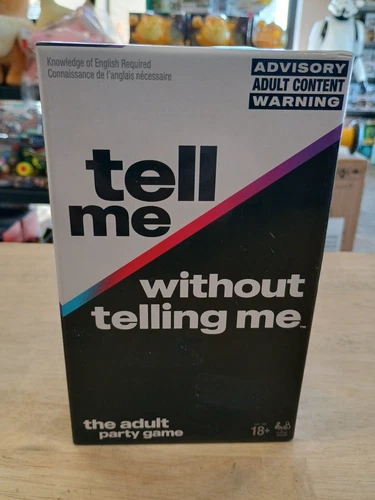 Knowledge of English Required
Connaissance de l'anglais nécessaire
ADVISORY
ADULT CONTENT
WARNING
tell
me
without
telling me
the adult
party game
18+